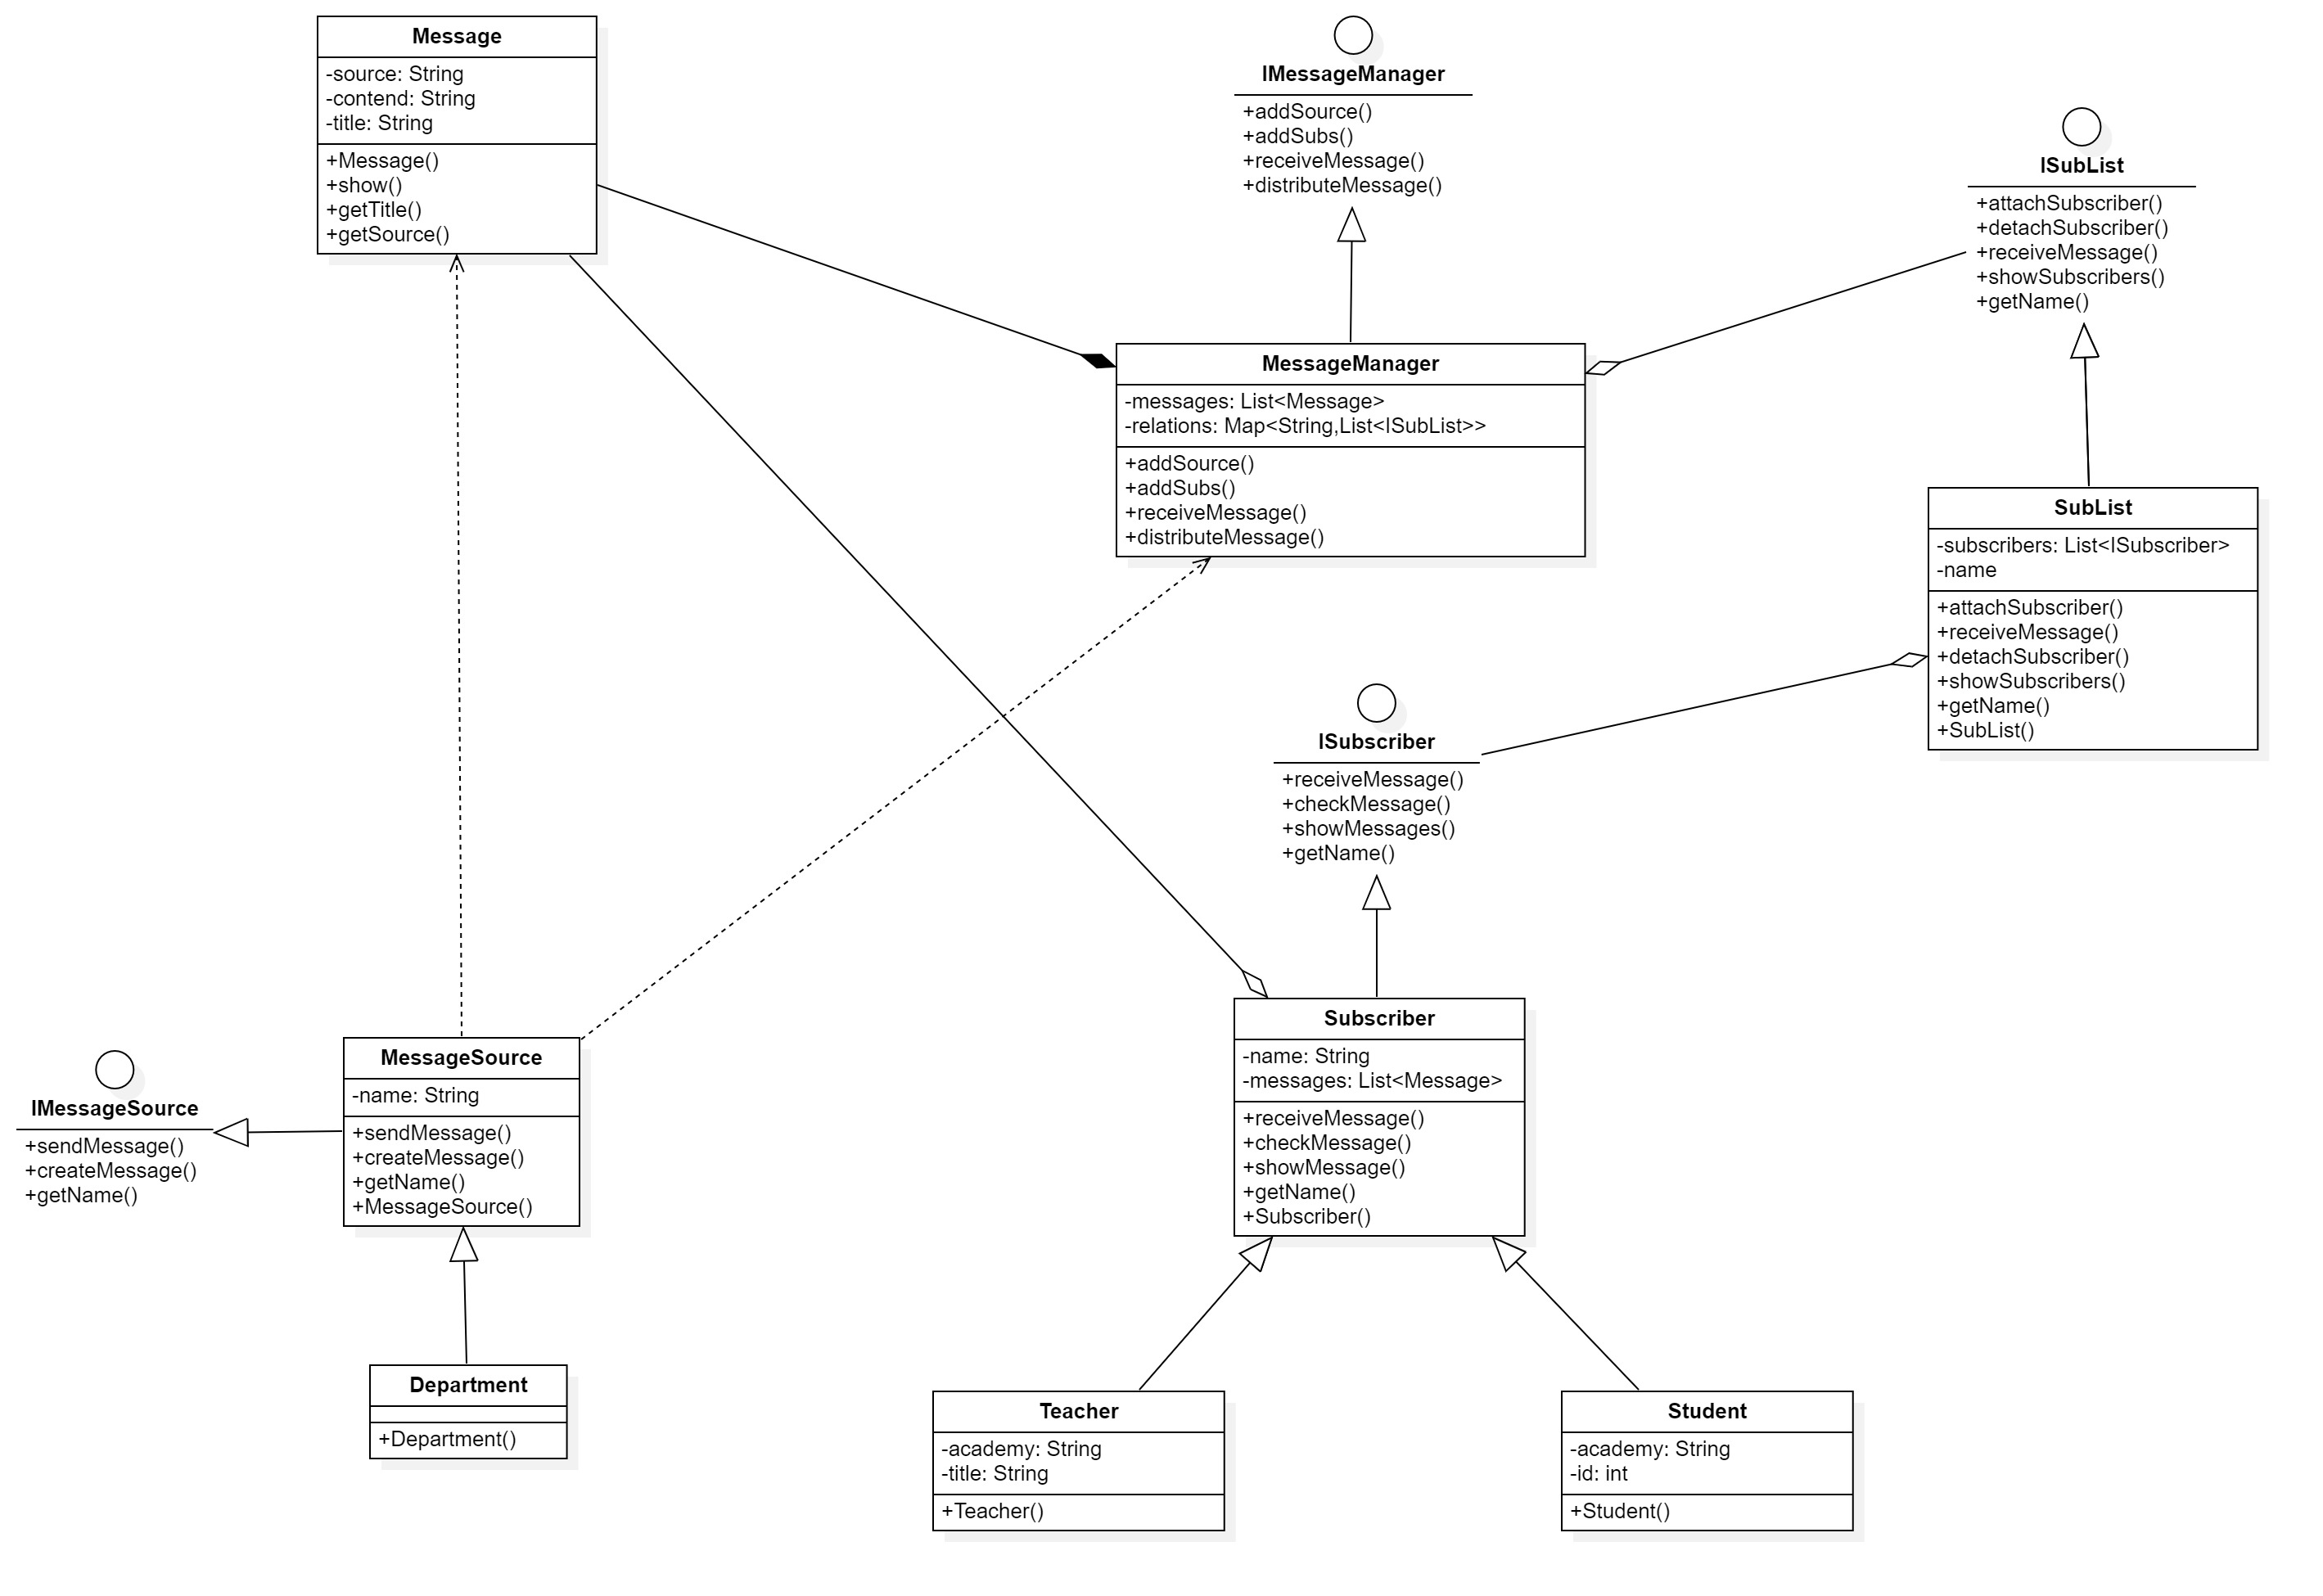 Message
-source: String
-contend: String
-title: String
+Message()
+show()
+getTitle()
+getSource()
IMessageManager
+addSource()
+addSubs()
+receiveMessage()
+distributeMessage()
ISubList
+attachSubscriber()
+detachSubscriber()
+receiveMessage()
+showSubscribers()
+getName()
MessageManager
-messages: List<Message>
-relations: Map<String,List<ISubList>>
+addSource()
+addSubs()
+receiveMessage()
+distributeMessage()
SubList
-subscribers: List<ISubscriber>
-name
+attachSubscriber()
+receiveMessage()
+detachSubscriber()
+showSubscribers()
+getName()
+SubList()
ISubscriber
+receiveMessage()
+checkMessage()
+showMessages()
+getName()
IMessageSource
+sendMessage()
+createMessage()
+getName()
MessageSource
-name: String
+sendMessage()
+createMessage()
+getName()
+MessageSource()
Subscriber
-name: String
-messages: List<Message>
+receiveMessage()
+checkMessage()
+showMessage()
+getName()
+Subscriber()
Department
+Department()
Teacher
-academy: String
-title: String
+Teacher()
Student
-academy: String
-id: int
+Student()